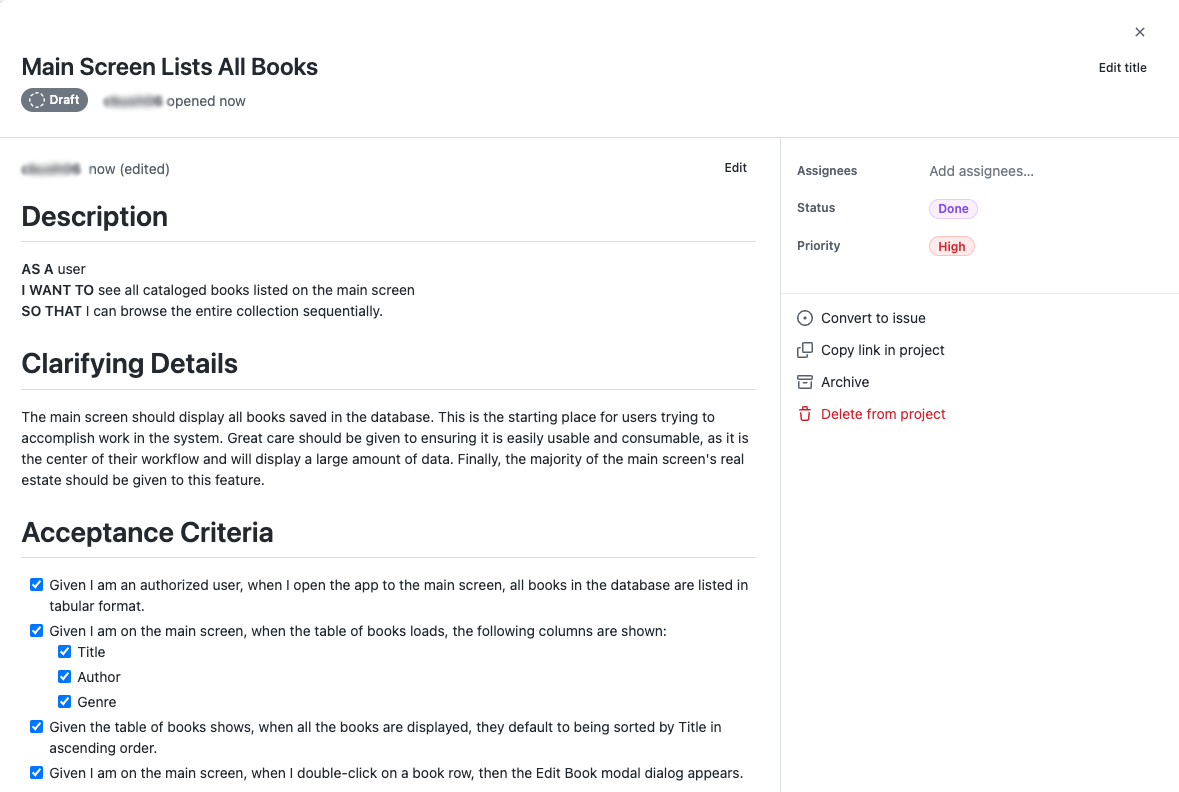 Main Screen Lists All Books
Edit title
Draft
opened now
now (edited)
Edit
Description
AS A user
I WANT TO see all cataloged books listed on the main screen
SO THAT I can browse the entire collection sequentially.
Clarifying Details
The main screen should display all books saved in the database. This is the starting place for users trying to
accomplish work in the system. Great care should be given to ensuring it is easily usable and consumable, as it is
the center of their workflow and will display a large amount of data. Finally, the majority of the main screen's real
estate should be given to this feature.
Acceptance Criteria
Given I am an authorized user, when I open the app to the main screen, all books in the database are listed in
tabular format.
Given I am on the main screen, when the table of books loads, the following columns are shown:
Title
Author
Genre
Given the table of books shows, when all the books are displayed, they default to being sorted by Title in
ascending order.
Given I am on the main screen, when I double-click on a book row, then the Edit Book modal dialog appears.
Assignees Add assignees...
Status Done
Priority High
Convert to issue
Copy link in project
Archive
Delete from project